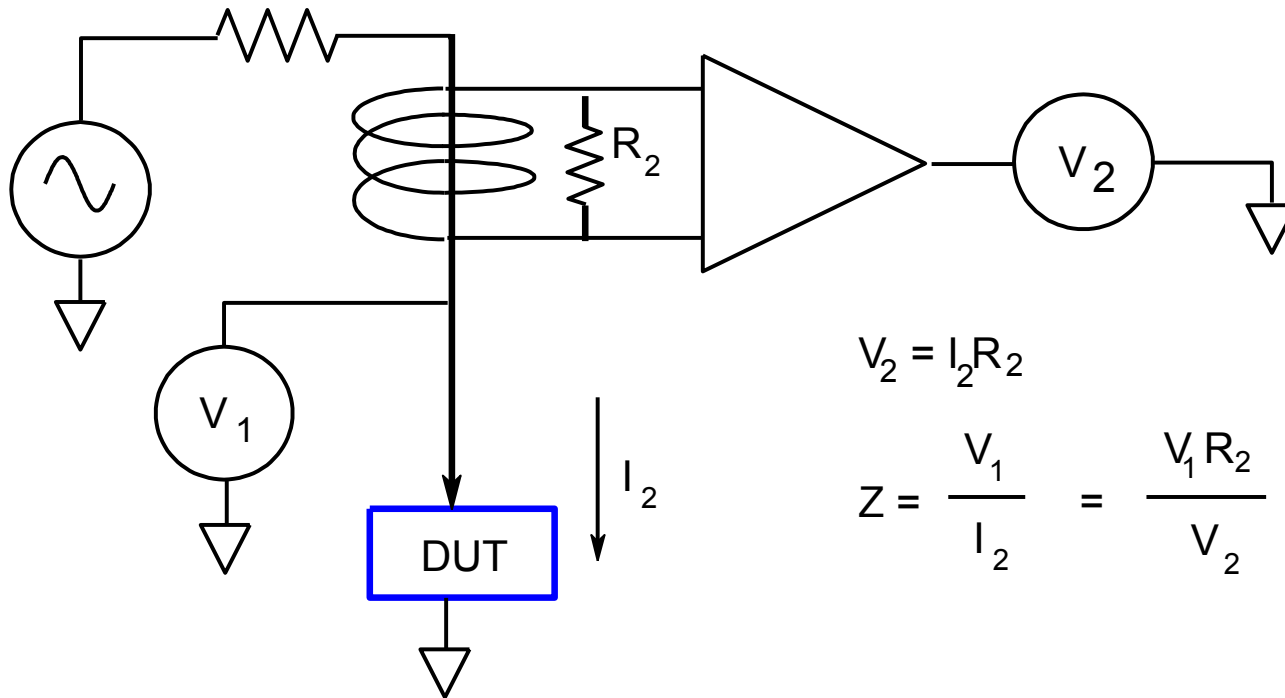 R2
V2
V1
I2
DUT
V2 = I2R2
Z = V1 / I2 = V1R2 / V2